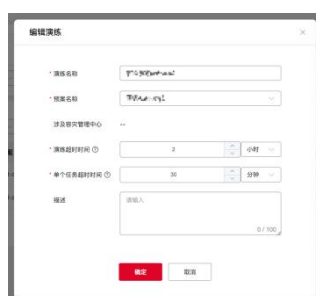 编辑演练
* 演练名称
* 预案名称
涉及容灾管理中心 --
* 演练超时时间 2 小时
* 单个任务超时时间 30 分钟
描述 请输入
0 / 100
确定 取消